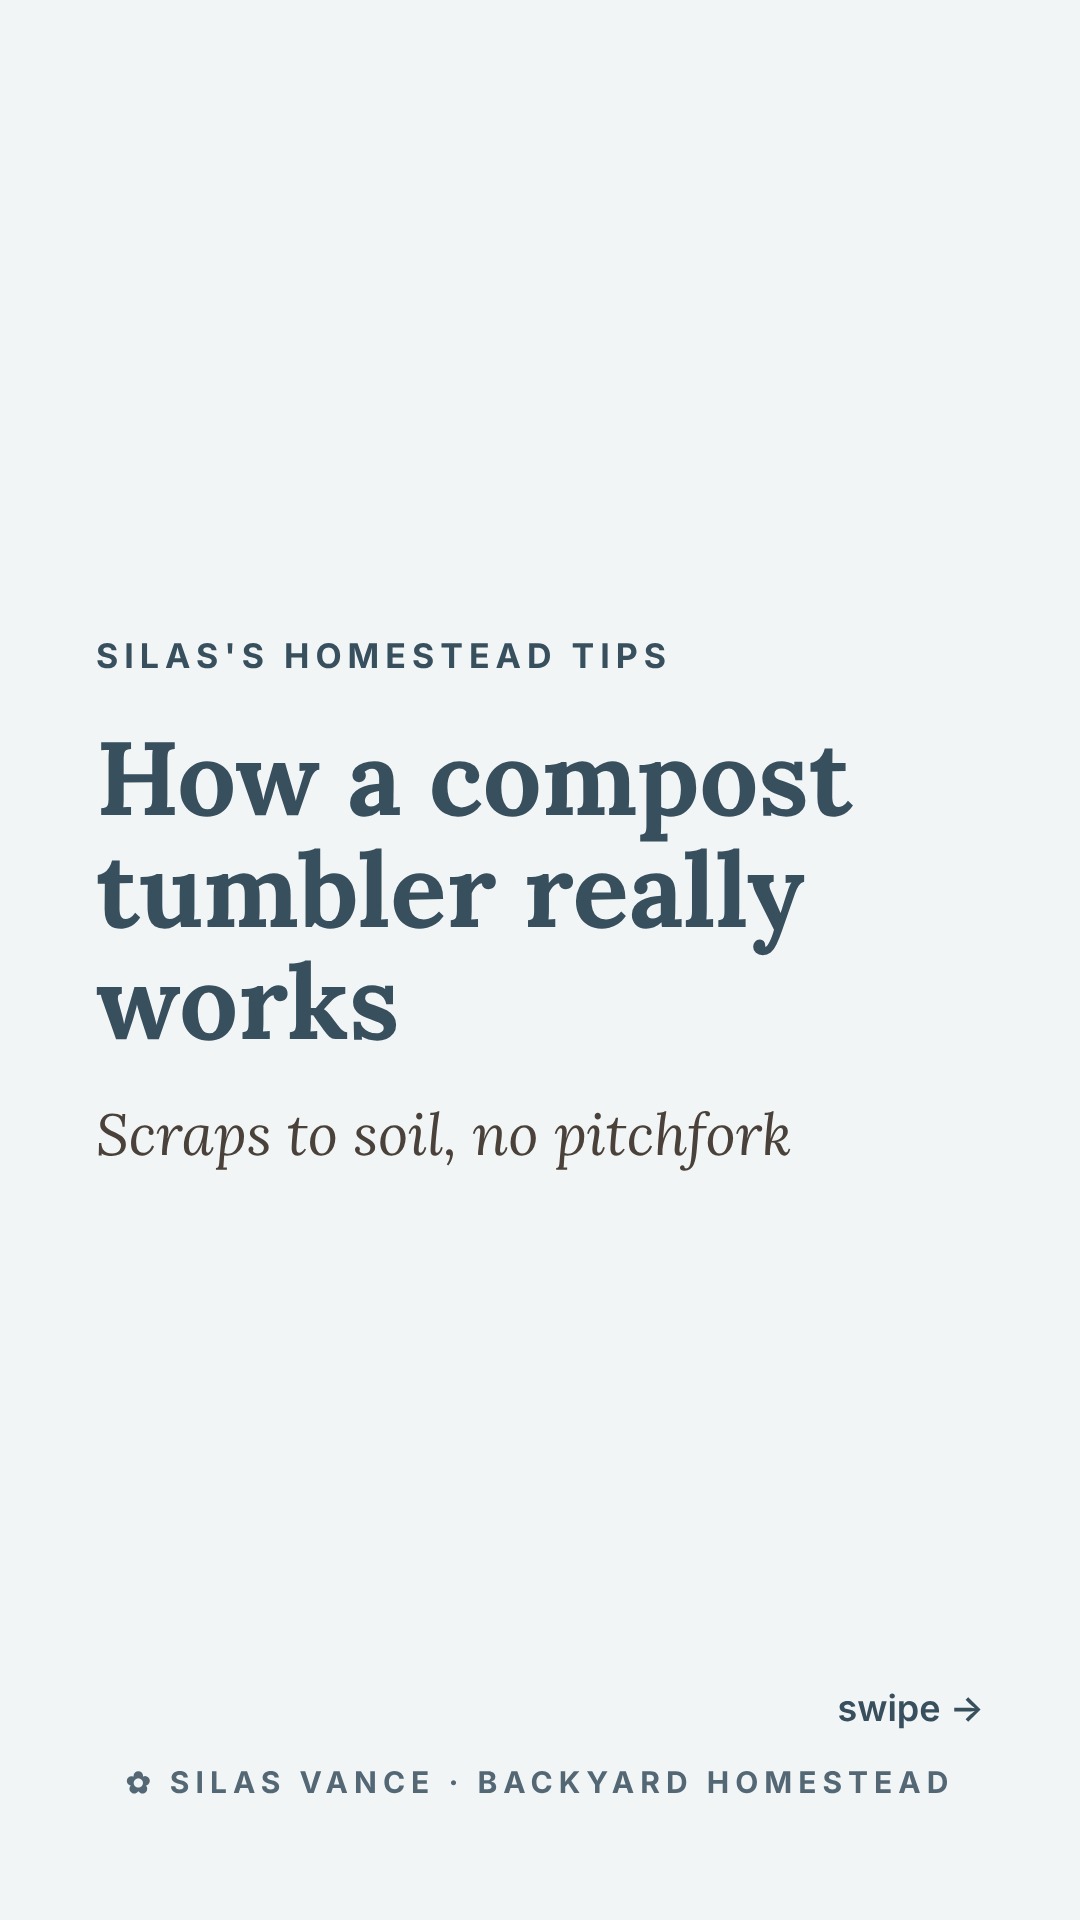 SILAS'S HOMESTEAD TIPS
How a compost
tumbler really
works
Scraps to soil, no pitchfork
swipe →
✿ SILAS VANCE · BACKYARD HOMESTEAD